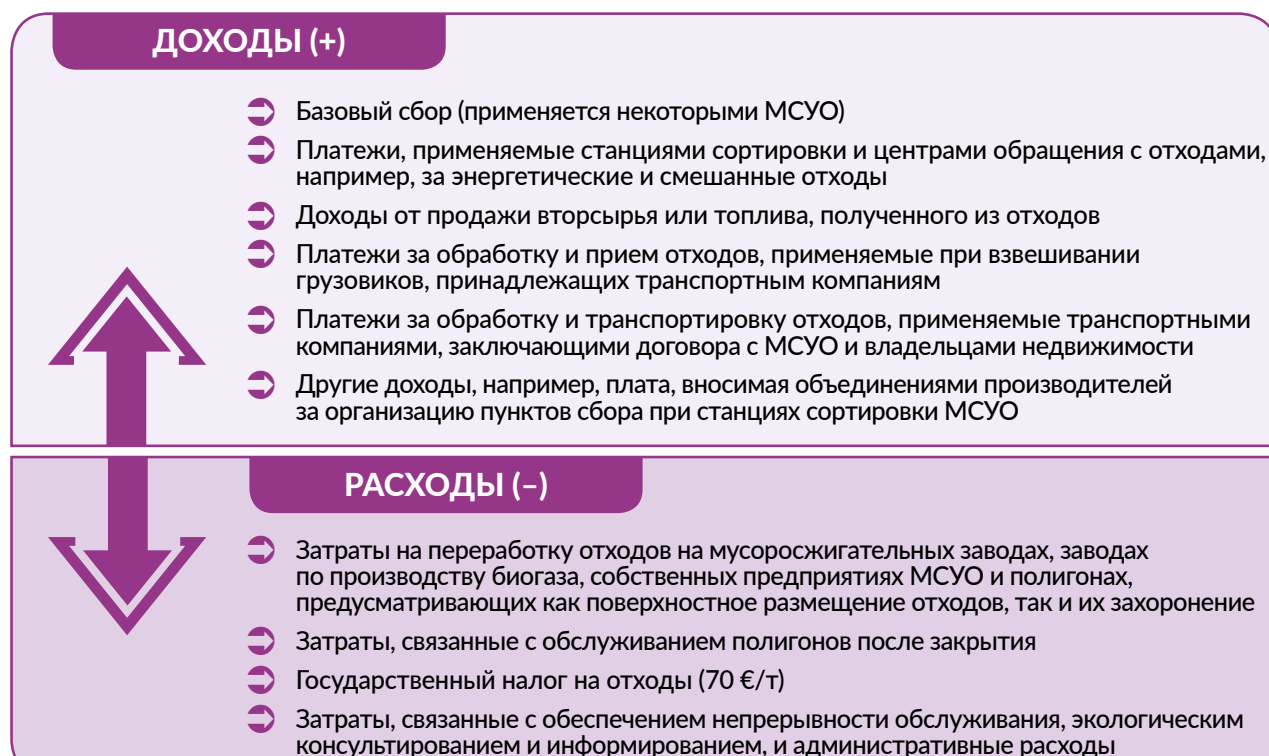 ДОХОДЫ (+)
Базовый сбор (применяется некоторыми МСУО)
Платежи, применяемые станциями сортировки и центрами обращения с отходами,
например, за энергетические и смешанные отходы
Доходы от продажи вторсырья или топлива, полученного из отходов
Платежи за обработку и прием отходов, применяемые при взвешивании
грузовиков, принадлежащих транспортным компаниям
Платежи за обработку и транспортировку отходов, применяемые транспортными
компаниями, заключающими договора с МСУО и владельцами недвижимости
Другие доходы, например, плата, вносимая объединениями производителей
за организацию пунктов сбора при станциях сортировки МСУО
РАСХОДЫ (–)
Затраты на переработку отходов на мусоросжигательных заводах, заводах
по производству биогаза, собственных предприятиях МСУО и полигонах,
предусматривающих как поверхностное размещение отходов, так и их захоронение
Затраты, связанные с обслуживанием полигонов после закрытия
Государственный налог на отходы (70 €/т)
Затраты, связанные с обеспечением непрерывности обслуживания, экологическим
консультированием и информированием, и административные расходы